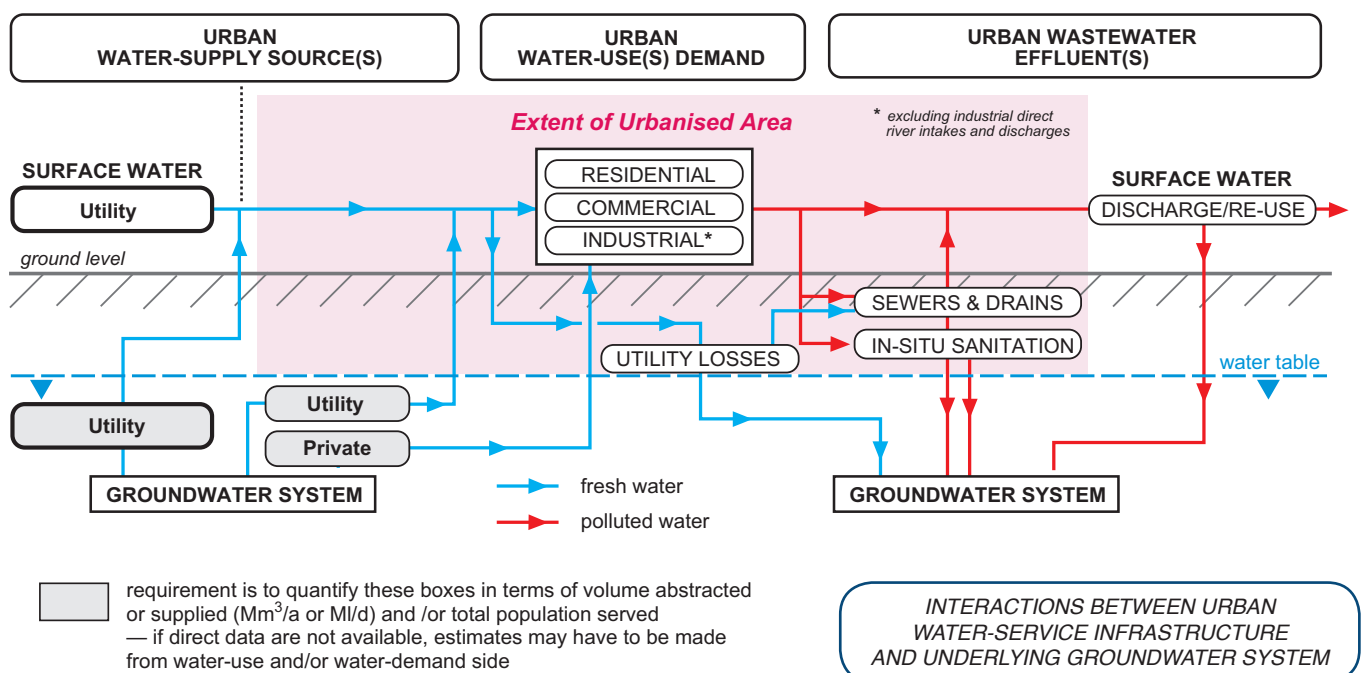 URBAN
WATER-SUPPLY SOURCE(S)
URBAN
WATER-USE(S) DEMAND
URBAN WASTEWATER
EFFLUENT(S)
Extent of Urbanised Area
* excluding industrial direct
river intakes and discharges
SURFACE WATER
Utility
RESIDENTIAL
COMMERCIAL
INDUSTRIAL*
SURFACE WATER
DISCHARGE/RE-USE
ground level
SEWERS & DRAINS
IN-SITU SANITATION
UTILITY LOSSES
water table
Utility
Utility
Private
GROUNDWATER SYSTEM
GROUNDWATER SYSTEM
fresh water
polluted water
requirement is to quantify these boxes in terms of volume abstracted
or supplied (Mm³/a or Ml/d) and /or total population served
— if direct data are not available, estimates may have to be made
from water-use and/or water-demand side
INTERACTIONS BETWEEN URBAN
WATER-SERVICE INFRASTRUCTURE
AND UNDERLYING GROUNDWATER SYSTEM